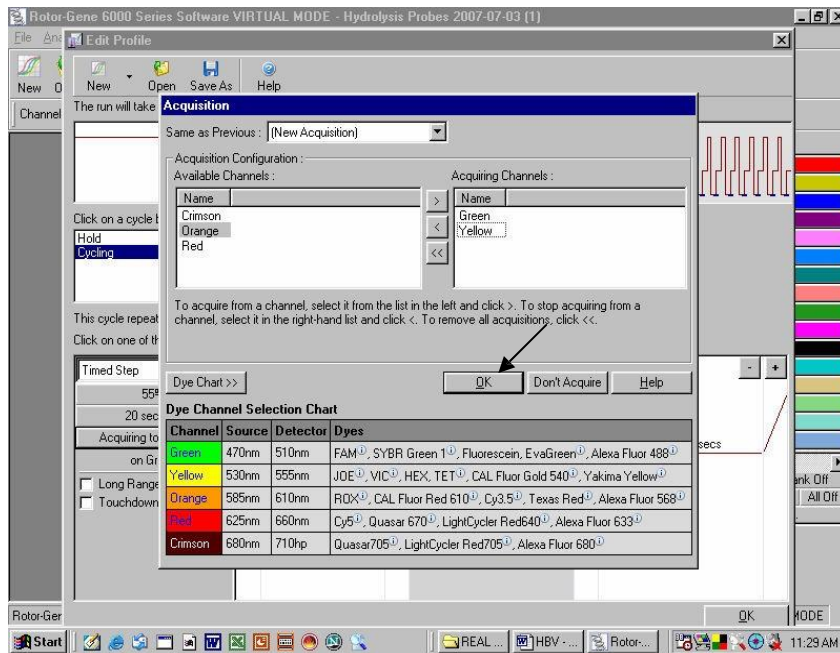 Rotor-Gene 6000 Series Software VIRTUAL MODE - Hydrolysis Probes 2007-07-03 (1)
File Ana
Edit Profile
New O
New Open Save As Help
Channel
The run will take
Acquisition
Same as Previous : (New Acquisition)
Acquisition Configuration :
Available Channels : Acquiring Channels :
Name Name
Crimson Green
Orange Yellow
Red
>
<
<<
Click on a cycle b
Hold
Cycling
To acquire from a channel, select it from the list in the left and click >. To stop acquiring from a
channel, select it in the right-hand list and click <. To remove all acquisitions, click <<.
This cycle repeat
Click on one of th
Timed Step
55º
20 sec
Acquiring to
on Gr
Long Range
Touchdown
Dye Chart >> OK Don't Acquire Help
- +
secs
Dye Channel Selection Chart
Channel Source Detector Dyes
Green 470nm 510nm FAM, SYBR Green 1, Fluorescein, EvaGreen, Alexa Fluor 488
Yellow 530nm 555nm JOE, VIC, HEX, TET, CAL Fluor Gold 540, Yakima Yellow
Orange 585nm 610nm ROX, CAL Fluor Red 610, Cy3.5, Texas Red, Alexa Fluor 568
Red 625nm 660nm Cy5, Quasar 670, LightCycler Red640, Alexa Fluor 633
Crimson 680nm 710hp Quasar705, LightCycler Red705, Alexa Fluor 680
ank Off
All Off
OK
Rotor-Ger MODE
Start REAL ... HBV - ... Rotor-... 11:29 AM